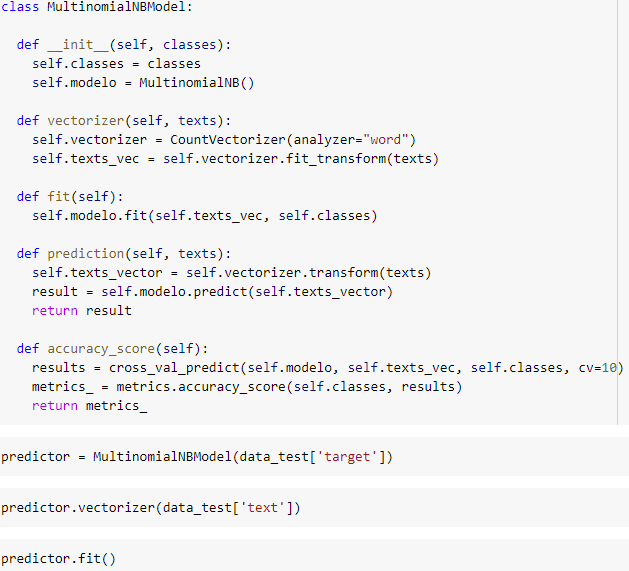 class MultinomialNBModel:
def __init__(self, classes):
self.classes = classes
self.modelo = MultinomialNB()
def vectorizer(self, texts):
self.vectorizer = CountVectorizer(analyzer="word")
self.texts_vec = self.vectorizer.fit_transform(texts)
def fit(self):
self.modelo.fit(self.texts_vec, self.classes)
def prediction(self, texts):
self.texts_vector = self.vectorizer.transform(texts)
result = self.modelo.predict(self.texts_vector)
return result
def accuracy_score(self):
results = cross_val_predict(self.modelo, self.texts_vec, self.classes, cv=10)
metrics_ = metrics.accuracy_score(self.classes, results)
return metrics_
predictor = MultinomialNBModel(data_test['target'])
predictor.vectorizer(data_test['text'])
predictor.fit()